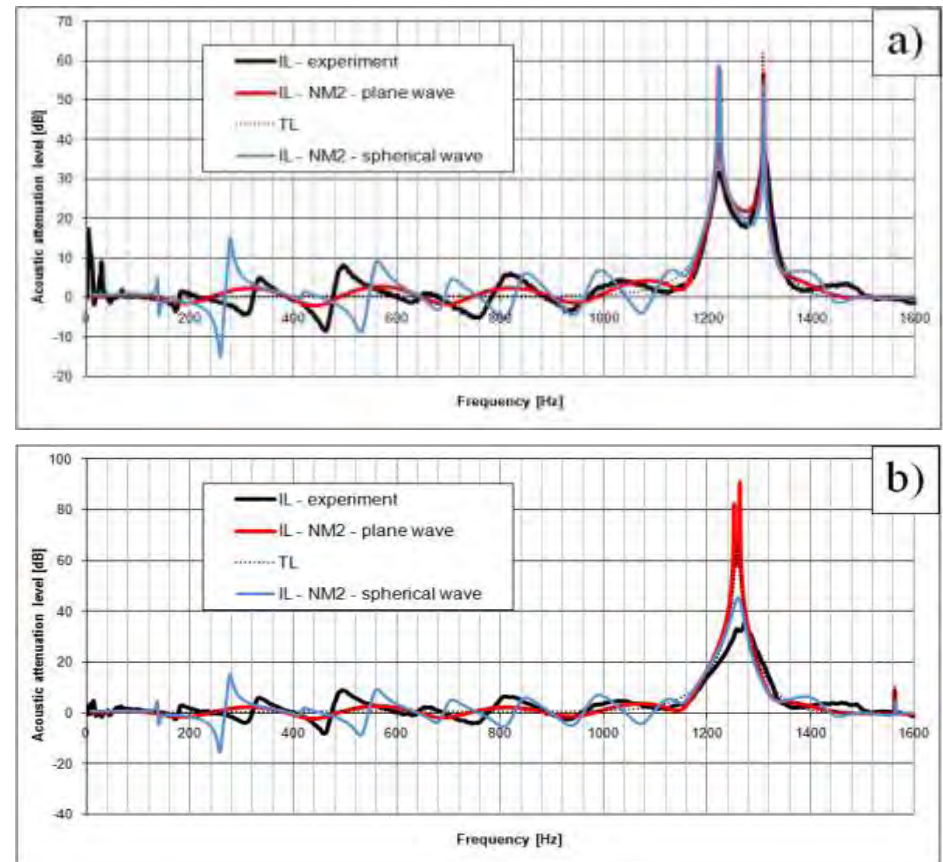 a)
70
60
50
40
30
20
10
0
-10
-20
Acoustic attenuation level [dB]
IL - experiment
IL - NM2 - plane wave
TL
IL - NM2 - spherical wave
0 200 400 600 800 1000 1200 1400 1600
Frequency [Hz]
b)
100
80
60
40
20
0
-20
-40
Acoustic attenuation level [dB]
IL - experiment
IL - NM2 - plane wave
TL
IL - NM2 - spherical wave
0 200 400 600 800 1000 1200 1400 1600
Frequency [Hz]